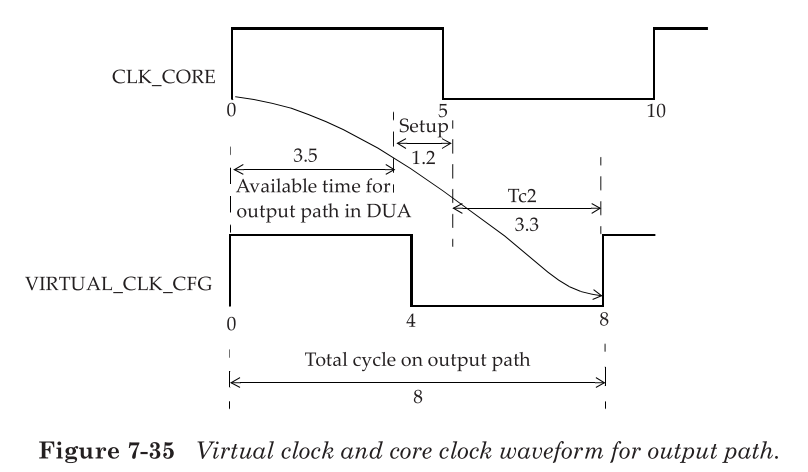 CLK_CORE
0
5
10
Setup
1.2
3.5
Available time for
output path in DUA
Tc2
3.3
VIRTUAL_CLK_CFG
0
4
8
Total cycle on output path
8
Figure 7-35 Virtual clock and core clock waveform for output path.